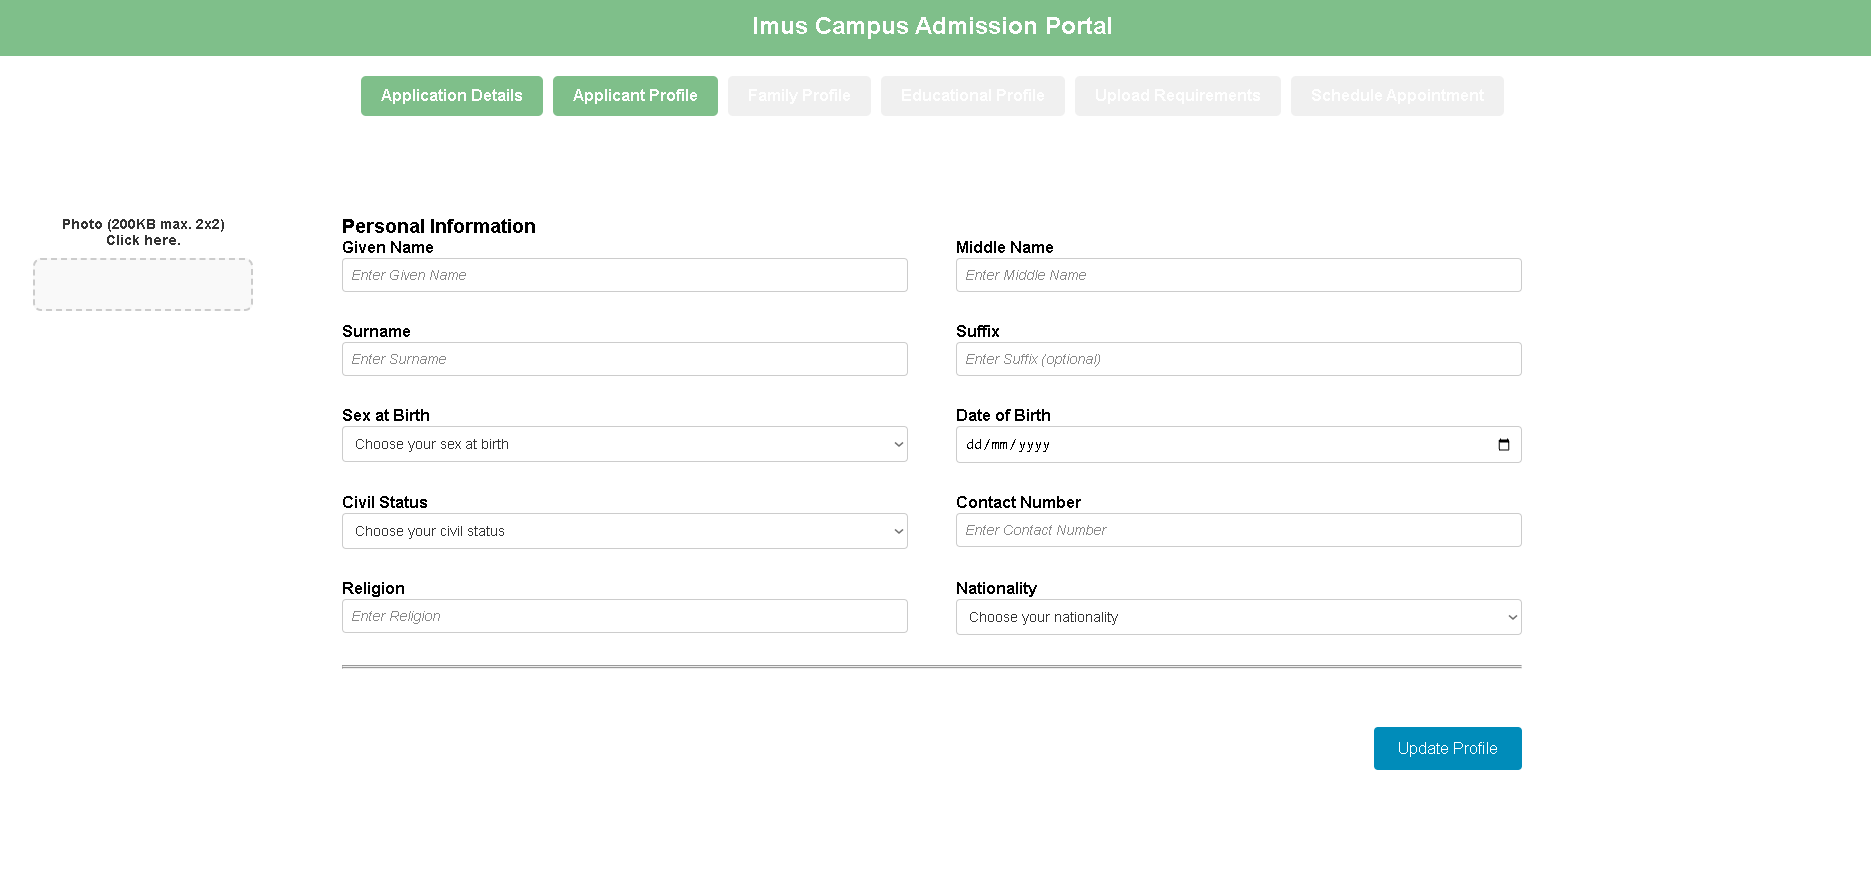 Imus Campus Admission Portal
Application Details
Applicant Profile
Family Profile
Educational Profile
Upload Requirements
Schedule Appointment
Photo (200KB max. 2x2)
Click here.
Personal Information
Given Name
Enter Given Name
Middle Name
Enter Middle Name
Surname
Enter Surname
Suffix
Enter Suffix (optional)
Sex at Birth
Choose your sex at birth
Date of Birth
dd/mm/yyyy
Civil Status
Choose your civil status
Contact Number
Enter Contact Number
Religion
Enter Religion
Nationality
Choose your nationality
Update Profile